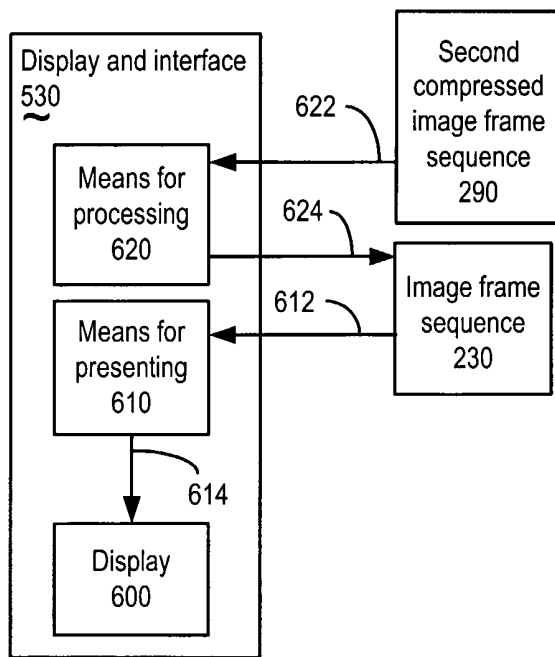 Display and interface
530
Second
compressed
image frame
sequence
290
622
Means for
processing
620
624
Image frame
sequence
230
612
Means for
presenting
610
614
Display
600